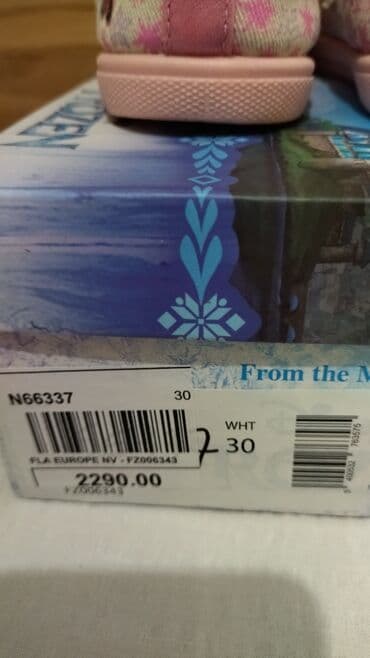 FROZEN
From the M
N66337 30
FLA EUROPE NV - FZ006343
2290.00
FZ006343
WHT
7 30